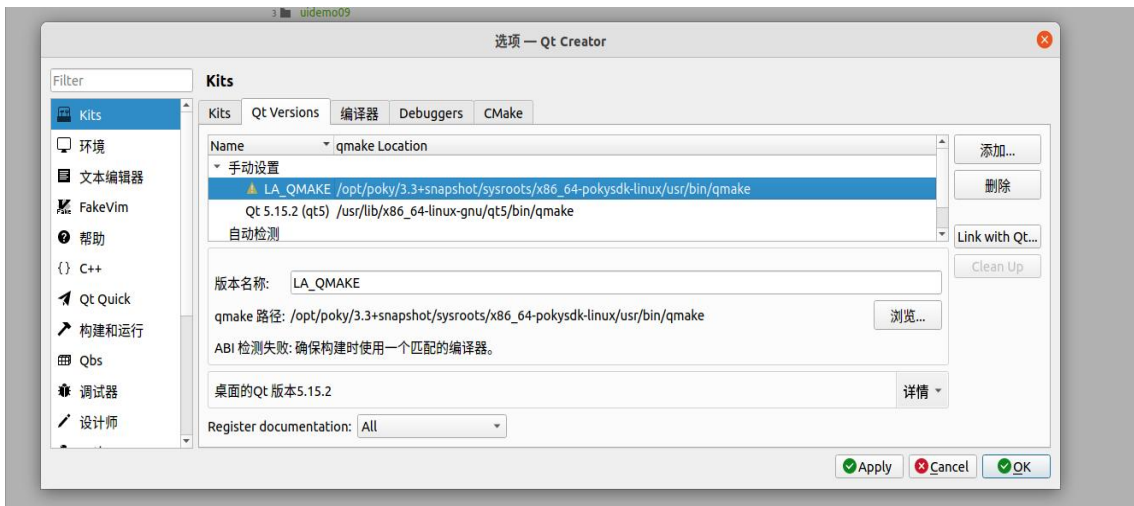 3 uidemo09
选项 — Qt Creator
Filter
Kits
环境
文本编辑器
FakeVim
帮助
{} C++
Qt Quick
构建和运行
Qbs
调试器
设计师
Kits
Kits Qt Versions 编译器 Debuggers CMake
Name qmake Location
手动设置
LA_QMAKE /opt/poky/3.3+snapshot/sysroots/x86_64-pokysdk-linux/usr/bin/qmake
Qt 5.15.2 (qt5) /usr/lib/x86_64-linux-gnu/qt5/bin/qmake
自动检测
添加...
删除
Link with Qt...
Clean Up
版本名称: LA_QMAKE
qmake 路径: /opt/poky/3.3+snapshot/sysroots/x86_64-pokysdk-linux/usr/bin/qmake 浏览...
ABI 检测失败: 确保构建时使用一个匹配的编译器。
桌面的Qt 版本5.15.2 详情
Register documentation: All
Apply Cancel OK